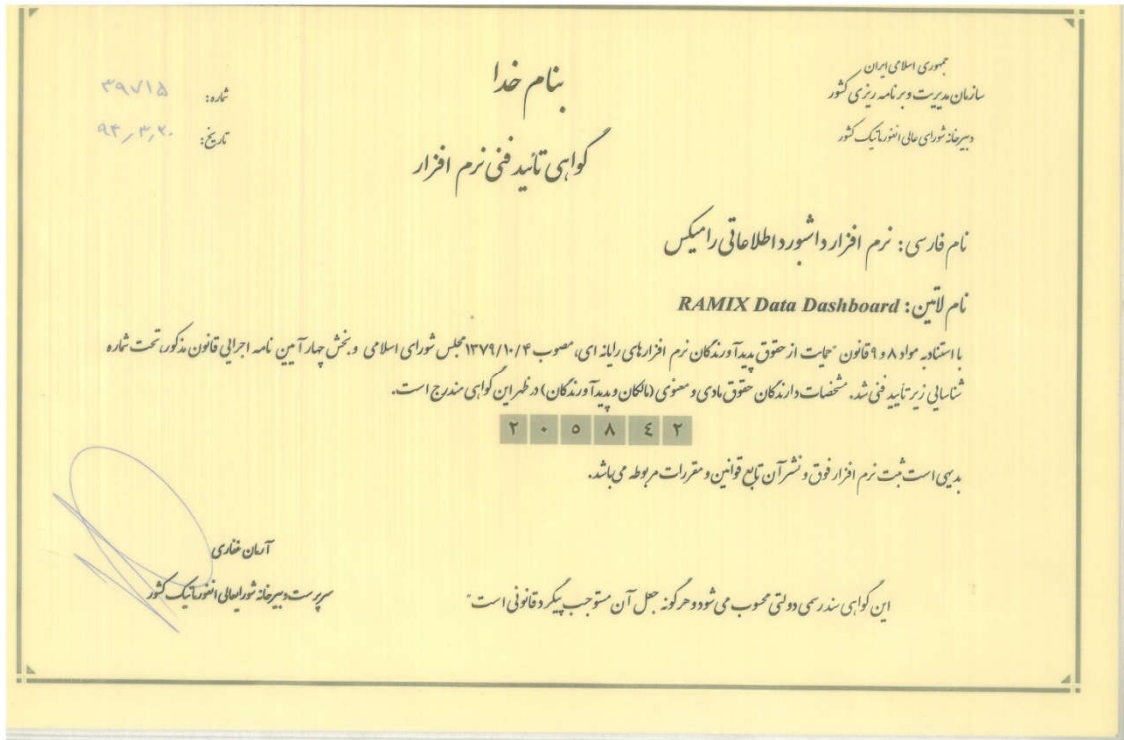 جمهوری اسلامی ایران
سازمان مدیریت و برنامه ریزی کشور
دبیرخانه شورای عالی انفورماتیک کشور
بنام خدا
شماره: ۳۹۷۱۵
تاریخ: ۹۴,۳,۲۰
گواهی تائید فنی نرم افزار
نام فارسی: نرم افزار داشبورد اطلاعاتی رامیکس
نام لاتین: RAMIX Data Dashboard
با استناد به مواد ۸ و ۹ قانون "حمایت از حقوق پدیدآورندگان نرم افزارهای رایانه ای، مصوب ۱۳۷۹/۱۰/۴ مجلس شورای اسلامی و بخش چهار آیین نامه اجرایی قانون مذکور، تحت شماره
شناسایی زیر تأیید فنی شد. مشخصات دارندگان حقوق مادی و معنوی (مالکان و پدیدآورندگان) در ظهر این گواهی مندرج است.
۲۰۵۸٤۲
بدیهی است ثبت نرم افزار فوق و نشر آن تابع قوانین و مقررات مربوطه می باشد.
آرمان غفاری
سرپرست دبیرخانه شورایعالی انفورماتیک کشور
این گواهی سند رسمی دولتی محسوب می شود و هرگونه جعل آن مستوجب پیگرد قانونی است"